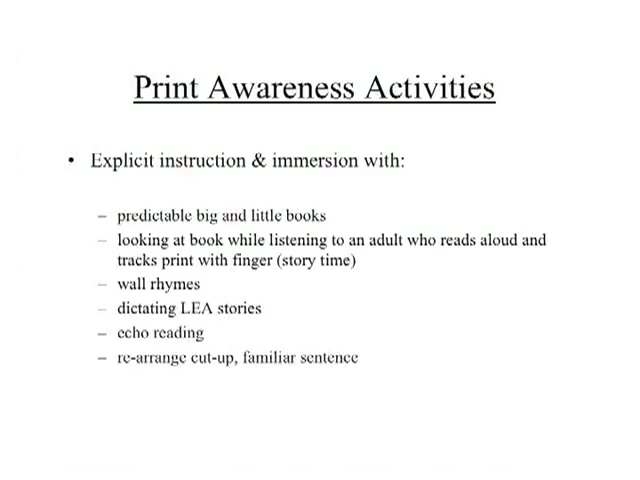 Print Awareness Activities
• Explicit instruction & immersion with:
– predictable big and little books
– looking at book while listening to an adult who reads aloud and
tracks print with finger (story time)
– wall rhymes
– dictating LEA stories
– echo reading
– re-arrange cut-up, familiar sentence